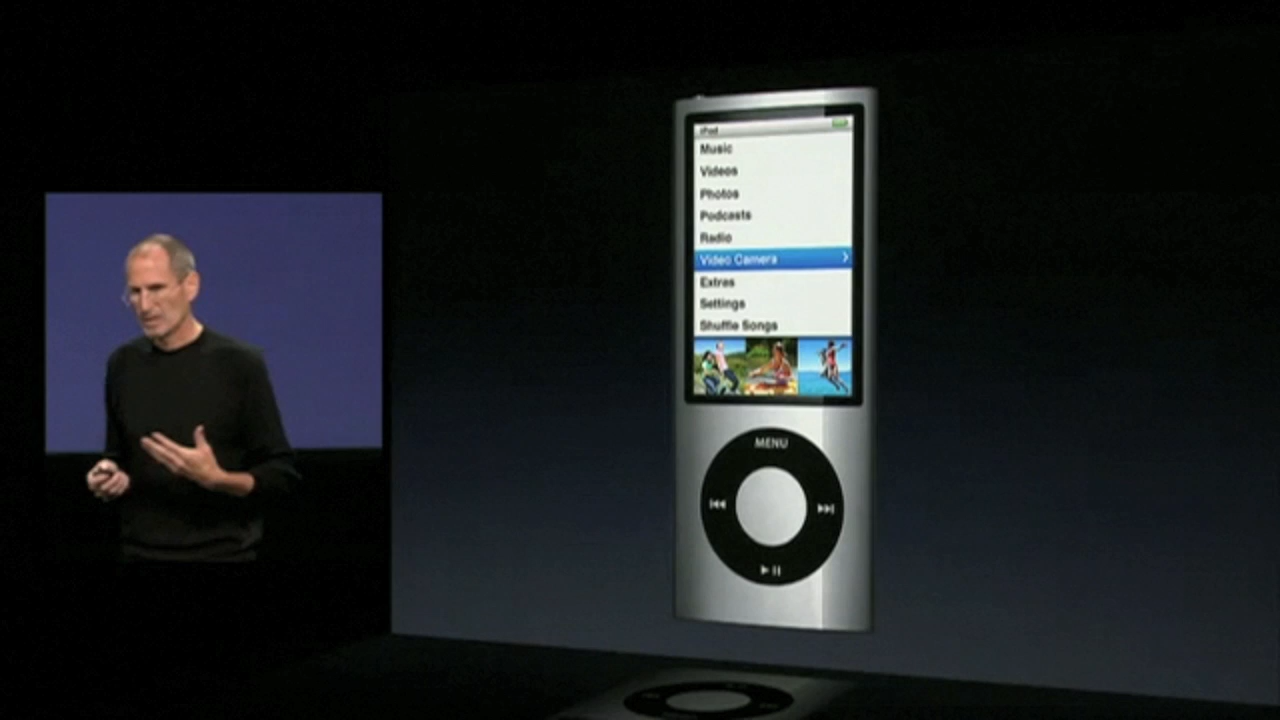 iPod
Music
Videos
Photos
Podcasts
Radio
Video Camera
Extras
Settings
Shuffle Songs
MENU